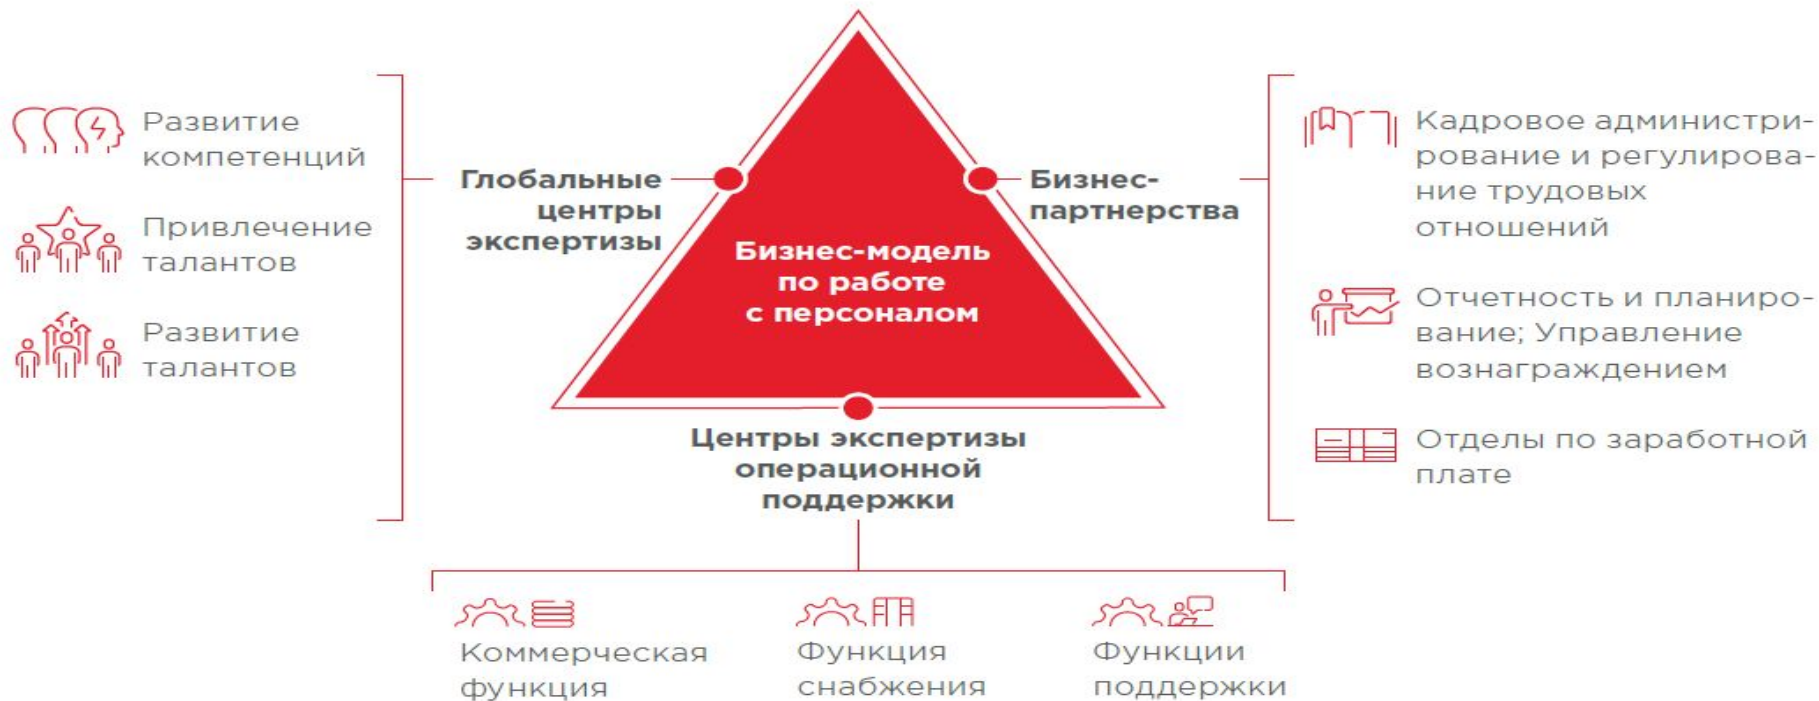 Развитие
компетенций
Привлечение
талантов
Развитие
талантов
Глобальные
центры
экспертизы
Бизнес-модель
по работе
с персоналом
Бизнес-
партнерства
Кадровое администри-
рование и регулирова-
ние трудовых
отношений
Отчетность и планиро-
вание; Управление
вознаграждением
Отделы по заработной
плате
Центры экспертизы
операционной
поддержки
Коммерческая
функция
Функция
снабжения
Функции
поддержки